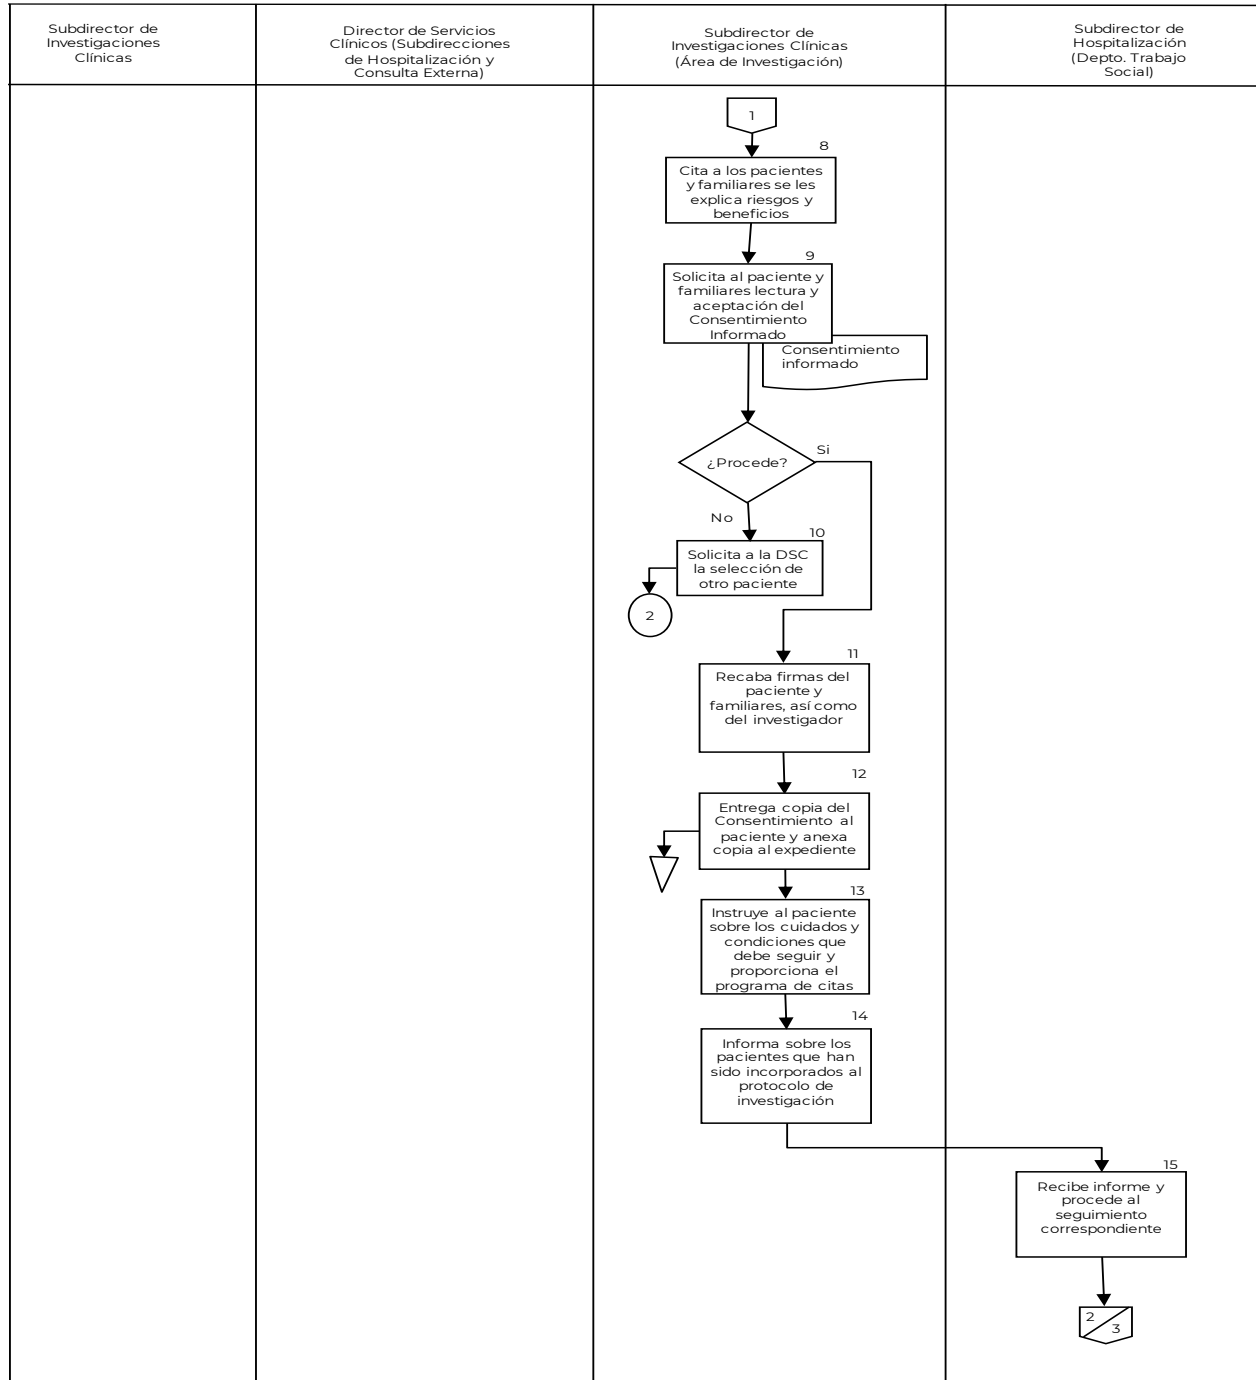 Subdirector de
Investigaciones
Clínicas
Director de Servicios
Clínicos (Subdirecciones
de Hospitalización y
Consulta Externa)
Subdirector de
Investigaciones Clínicas
(Área de Investigación)
Subdirector de
Hospitalización
(Depto. Trabajo
Social)
1
8
Cita a los pacientes
y familiares se les
explica riesgos y
beneficios
9
Solicita al paciente y
familiares lectura y
aceptación del
Consentimiento
Informado
Consentimiento
informado
¿Procede?
Si
No
10
Solicita a la DSC
la selección de
otro paciente
2
11
Recaba firmas del
paciente y
familiares, así como
del investigador
12
Entrega copia del
Consentimiento al
paciente y anexa
copia al expediente
13
Instruye al paciente
sobre los cuidados y
condiciones que
debe seguir y
proporciona el
programa de citas
14
Informa sobre los
pacientes que han
sido incorporados al
protocolo de
investigación
15
Recibe informe y
procede al
seguimiento
correspondiente
2
3